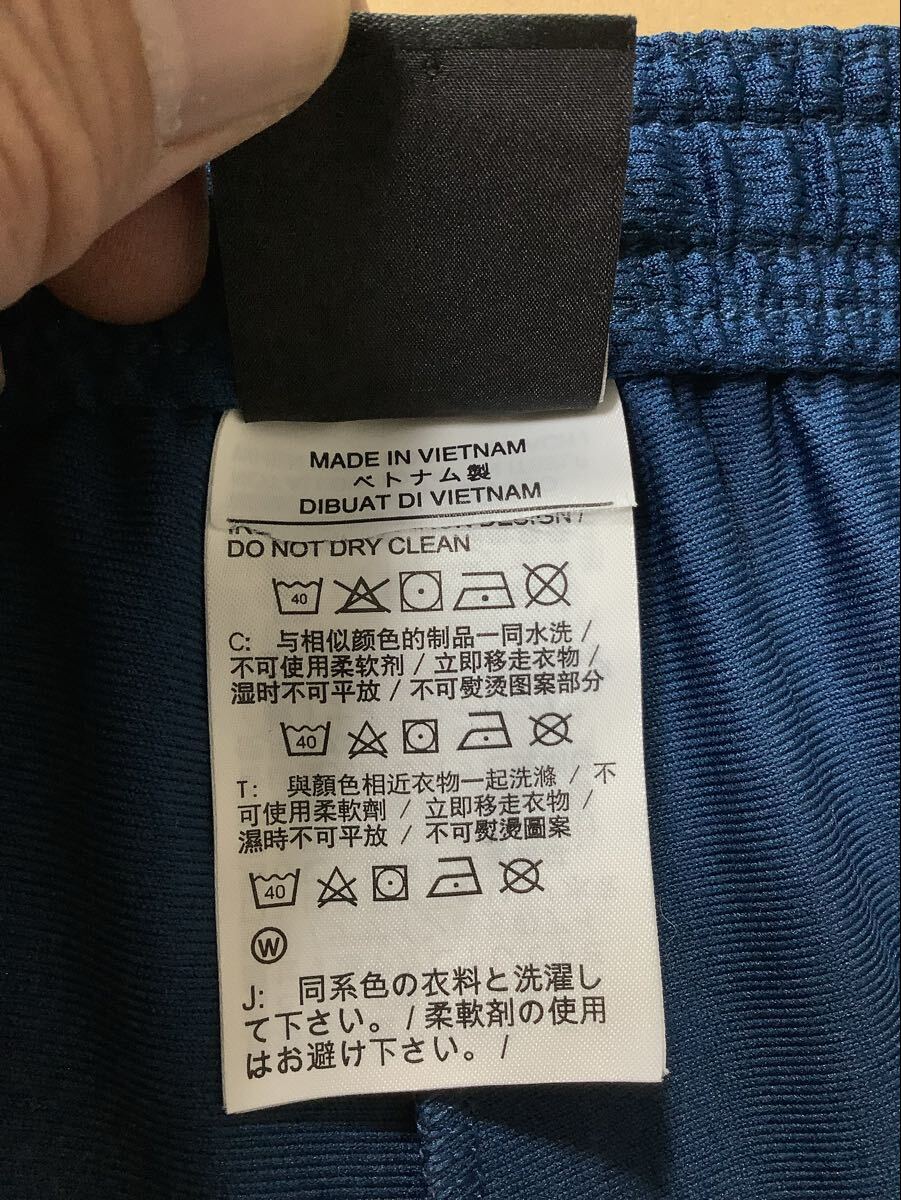 MADE IN VIETNAM
ベトナム製
DIBUAT DI VIETNAM
DESIGN /
DO NOT DRY CLEAN
40
C: 与相似颜色的制品一同水洗 /
不可使用柔软剂 / 立即移走衣物 /
湿时不可平放 / 不可熨烫图案部分
40
T: 與顏色相近衣物一起洗滌 / 不
可使用柔軟劑 / 立即移走衣物 /
濕時不可平放 / 不可熨燙圖案
40
W
J: 同系色の衣料と洗濯し
て下さい。/ 柔軟剤の使用
はお避け下さい。/